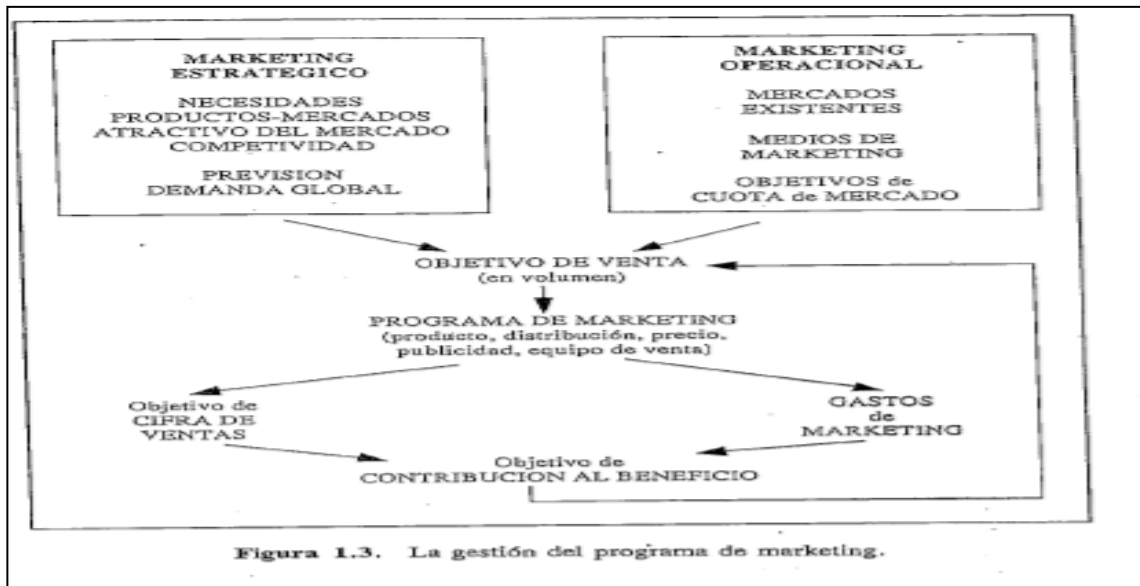 MARKETING
ESTRATEGICO
NECESIDADES
PRODUCTOS-MERCADOS
ATRACTIVO DEL MERCADO
COMPETIVIDAD
PREVISION
DEMANDA GLOBAL
MARKETING
OPERACIONAL
MERCADOS
EXISTENTES
MEDIOS DE
MARKETING
OBJETIVOS de
CUOTA de MERCADO
OBJETIVO DE VENTA
(en volumen)
PROGRAMA DE MARKETING
(producto, distribución, precio,
publicidad, equipo de venta)
Objetivo de
CIFRA DE
VENTAS
GASTOS
de
MARKETING
Objetivo de
CONTRIBUCION AL BENEFICIO
Figura 1.3. La gestión del programa de marketing.